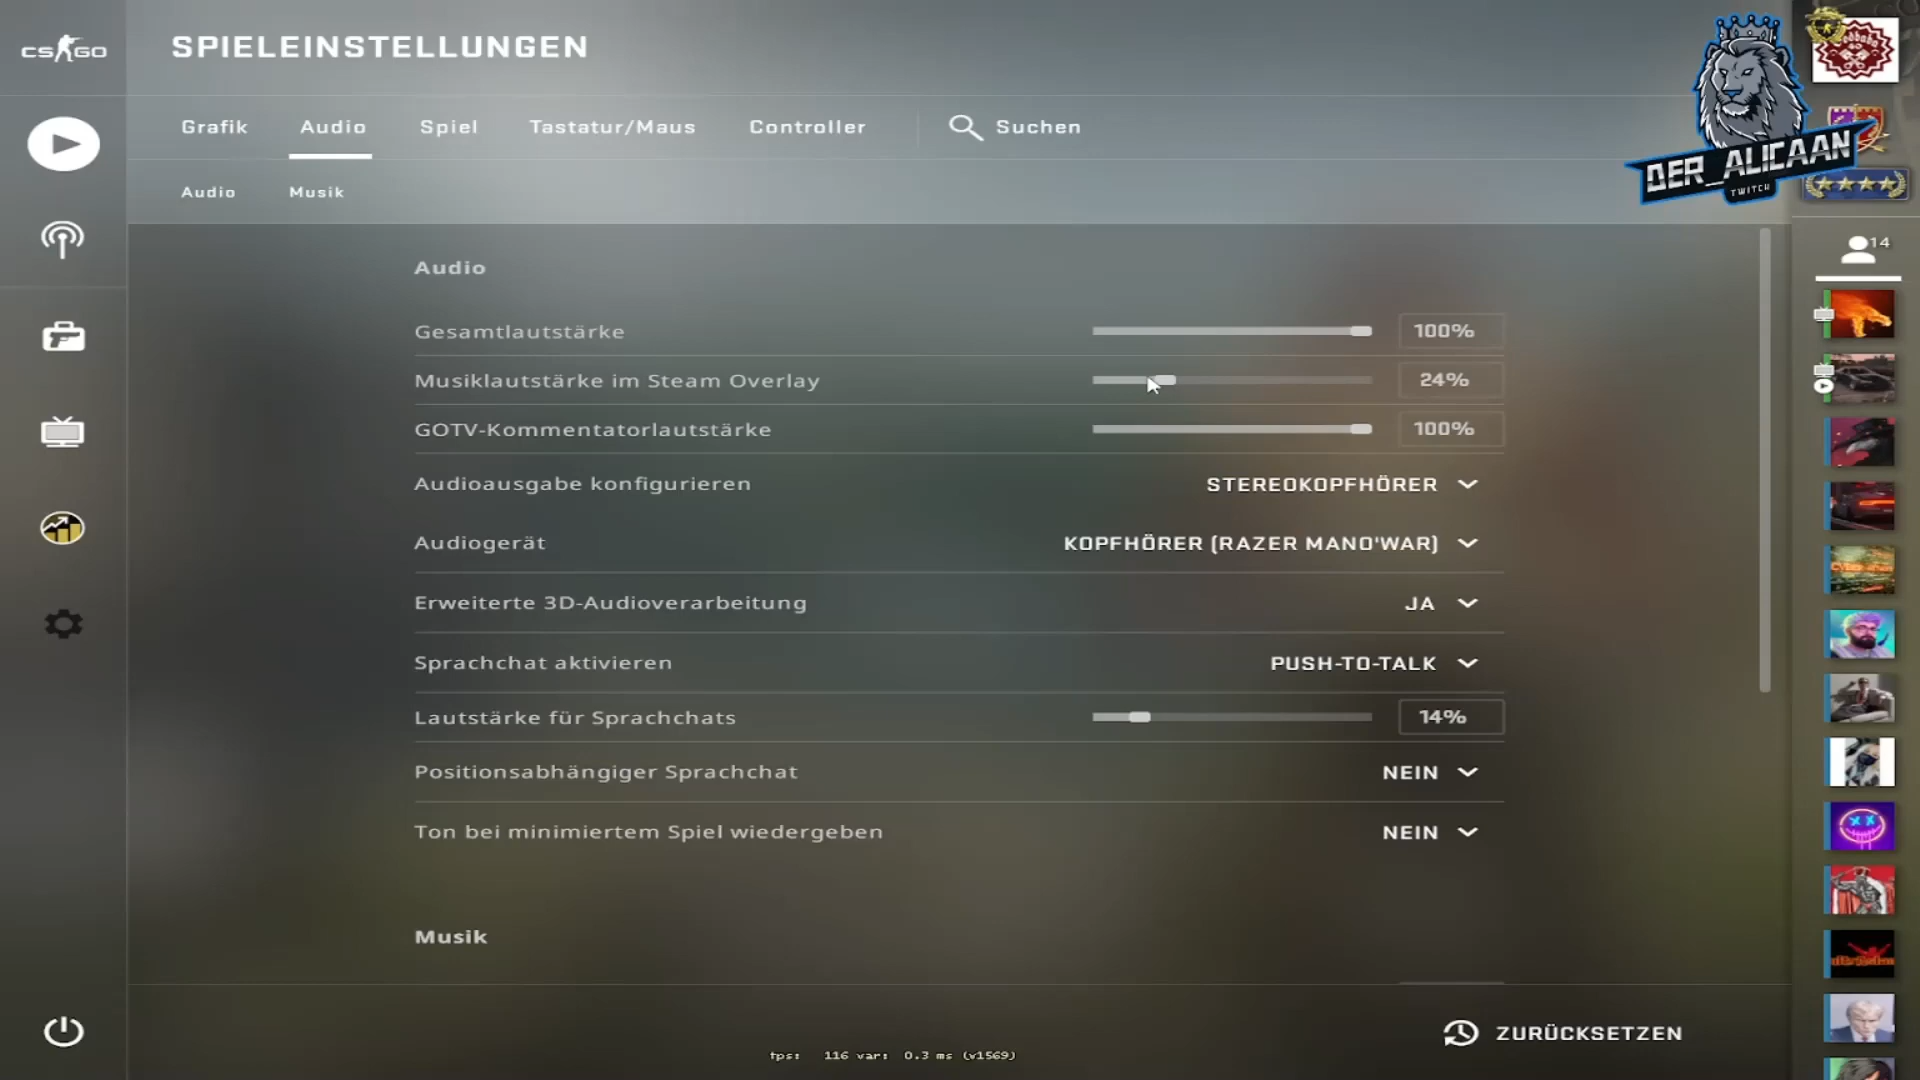 CS GO
SPIELEINSTELLUNGEN
DER_ALICAAN
TWITCH
Grafik
Audio
Spiel
Tastatur/Maus
Controller
Suchen
Audio
Musik
14
Audio
Gesamtlautstärke
100%
Musiklautstärke im Steam Overlay
24%
GOTV-Kommentatorlautstärke
100%
Audioausgabe konfigurieren
STEREOKOPFHÖRER
Audiogerät
KOPFHÖRER (RAZER MANO'WAR)
Erweiterte 3D-Audioverarbeitung
JA
Sprachchat aktivieren
PUSH-TO-TALK
Lautstärke für Sprachchats
14%
Positionsabhängiger Sprachchat
NEIN
Ton bei minimiertem Spiel wiedergeben
NEIN
Musik
ZURÜCKSETZEN
fps: 116 var: 0.3 ms (v1569)